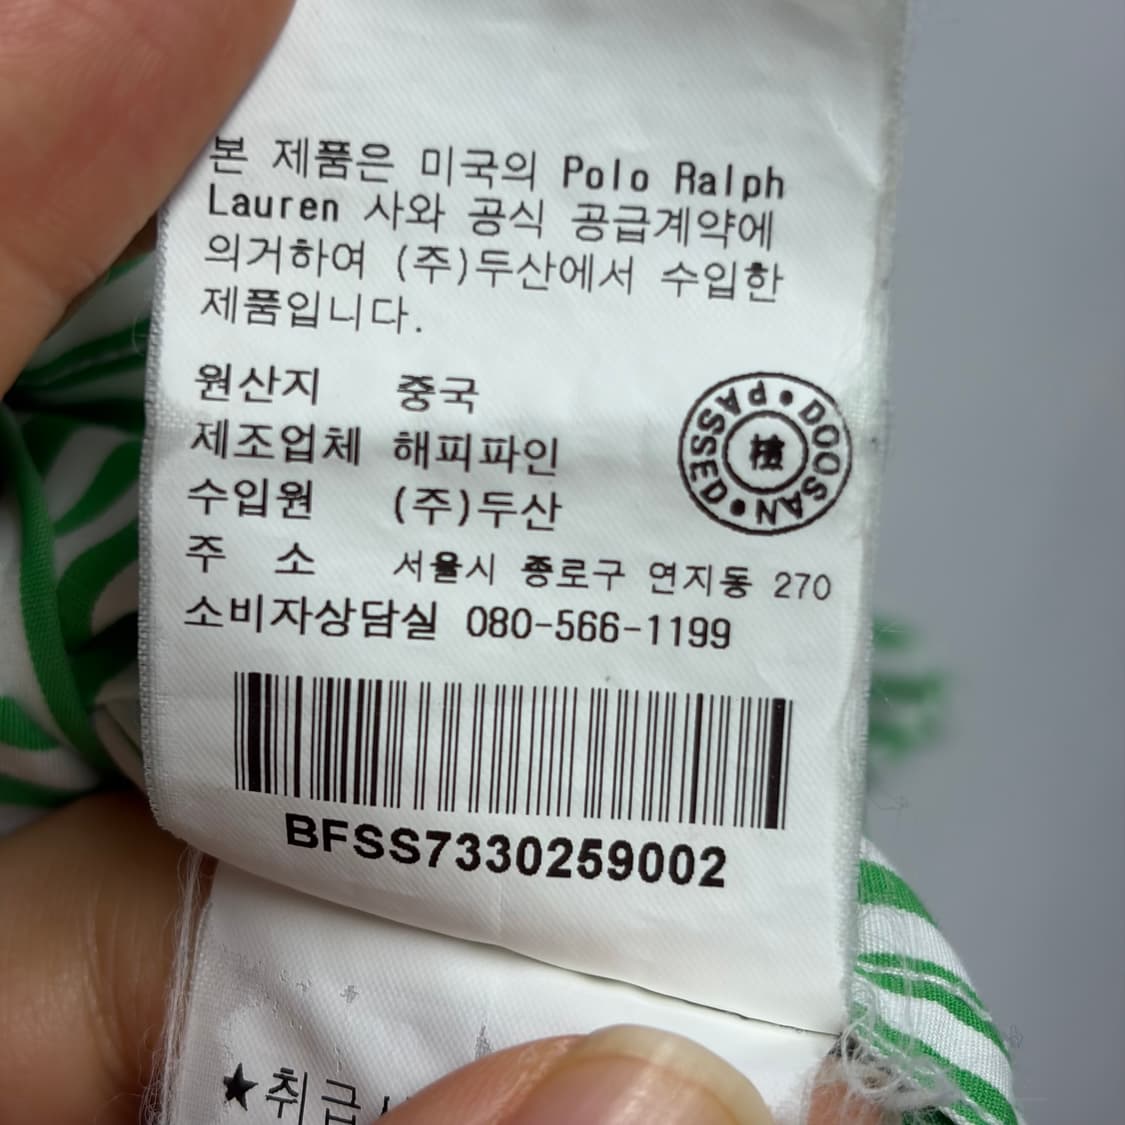 본 제품은 미국의 Polo Ralph
Lauren 사와 공식 공급계약에
의거하여 (주)두산에서 수입한
제품입니다.
원산지 중국
제조업체 해피파인
수입원 (주)두산
주 소 서울시 종로구 연지동 270
소비자상담실 080-566-1199
PASSED • DOOSAN •
檢
BFSS7330259002
★취급